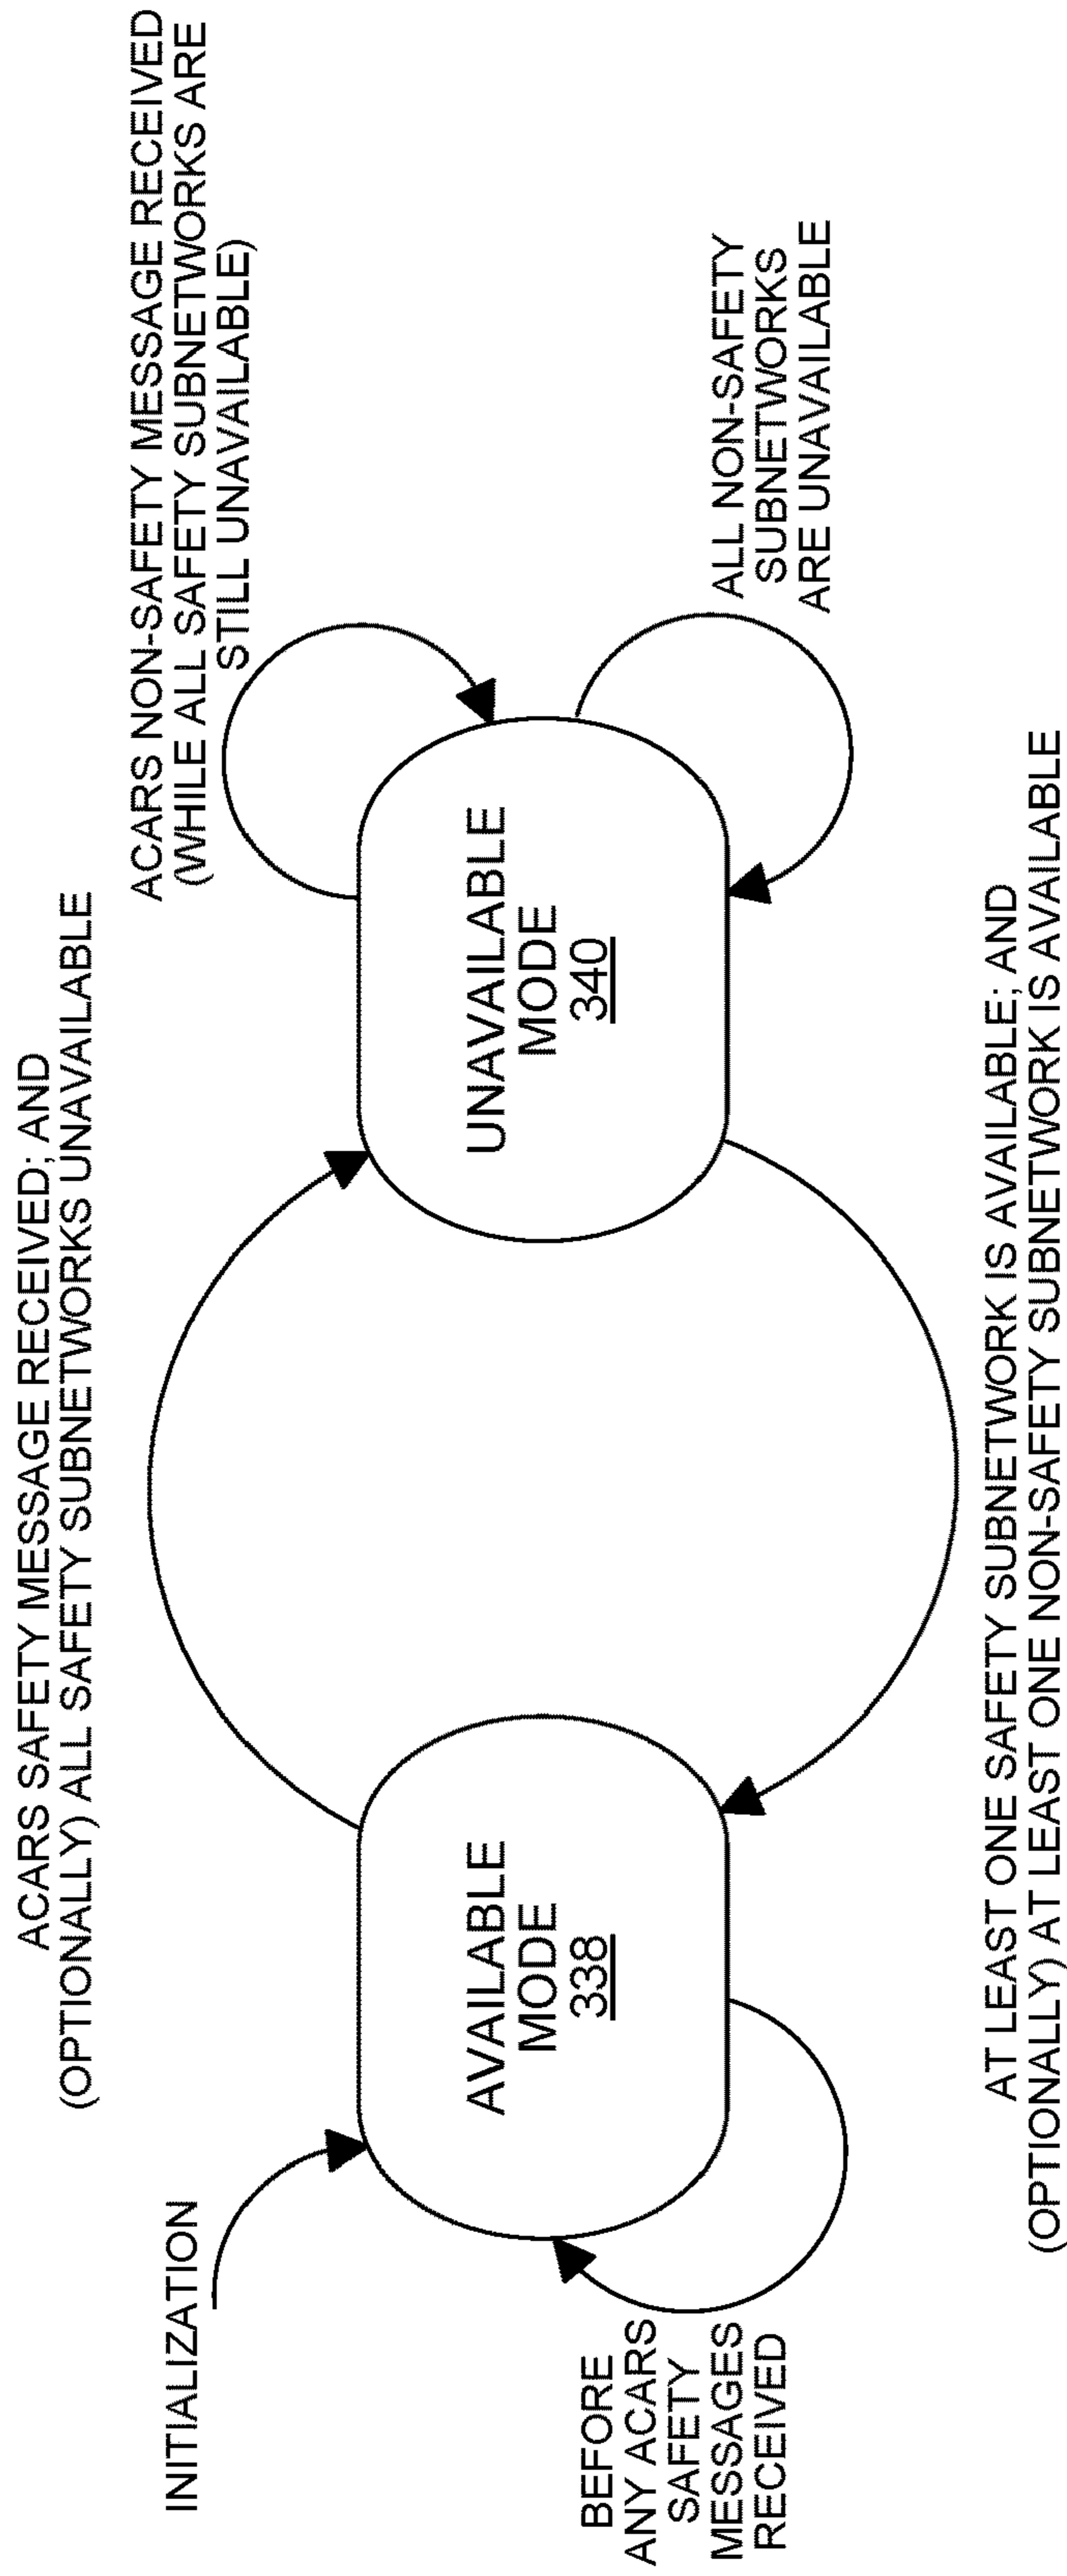 ACARS SAFETY MESSAGE RECEIVED; AND
(OPTIONALLY) ALL SAFETY SUBNETWORKS UNAVAILABLE
INITIALIZATION
ACARS NON-SAFETY MESSAGE RECEIVED
(WHILE ALL SAFETY SUBNETWORKS ARE
STILL UNAVAILABLE)
AVAILABLE
MODE
338
UNAVAILABLE
MODE
340
BEFORE
ANY ACARS
SAFETY
MESSAGES
RECEIVED
ALL NON-SAFETY
SUBNETWORKS
ARE UNAVAILABLE
AT LEAST ONE SAFETY SUBNETWORK IS AVAILABLE; AND
(OPTIONALLY) AT LEAST ONE NON-SAFETY SUBNETWORK IS AVAILABLE